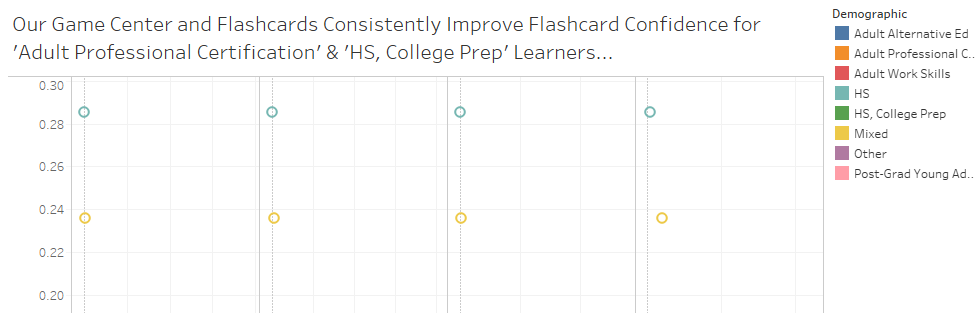 Our Game Center and Flashcards Consistently Improve Flashcard Confidence for
'Adult Professional Certification' & 'HS, College Prep' Learners...
Demographic
Adult Alternative Ed
Adult Professional C..
Adult Work Skills
HS
HS, College Prep
Mixed
Other
Post-Grad Young Ad..
0.30
0.28
0.26
0.24
0.22
0.20